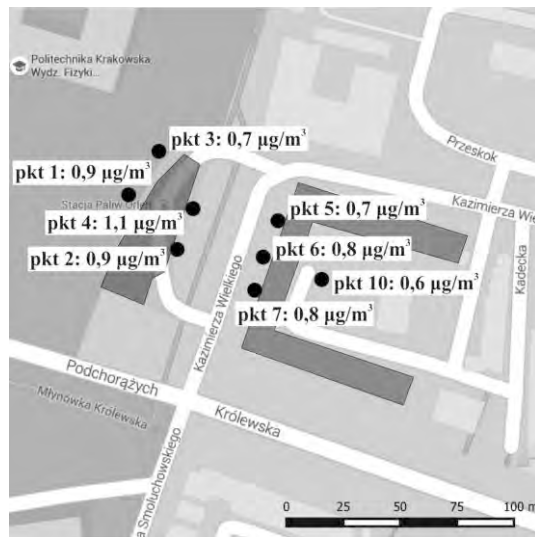 Politechnika Krakowska
Wydz. Fizyki...
pkt 3: 0,7 µg/m³
Przeskok
pkt 1: 0,9 µg/m³
Stacja Paliw Orlen
pkt 4: 1,1 µg/m³
pkt 5: 0,7 µg/m³
Kazimierza Wie
pkt 2: 0,9 µg/m³
pkt 6: 0,8 µg/m³
Kadecka
pkt 10: 0,6 µg/m³
pkt 7: 0,8 µg/m³
Kazimierza Wielkiego
Podchorążych
Młynówka Królewska
Królewska
a Smoluchowskiego
0 25 50 75 100 m